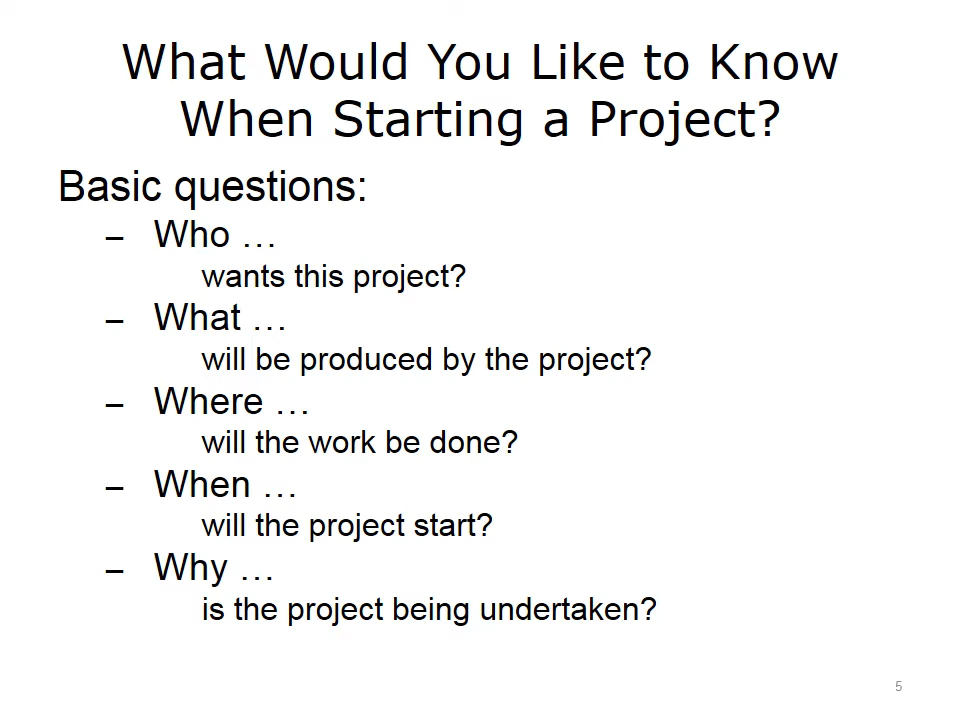 What Would You Like to Know
When Starting a Project?
Basic questions:
– Who …
wants this project?
– What …
will be produced by the project?
– Where …
will the work be done?
– When …
will the project start?
– Why …
is the project being undertaken?
5